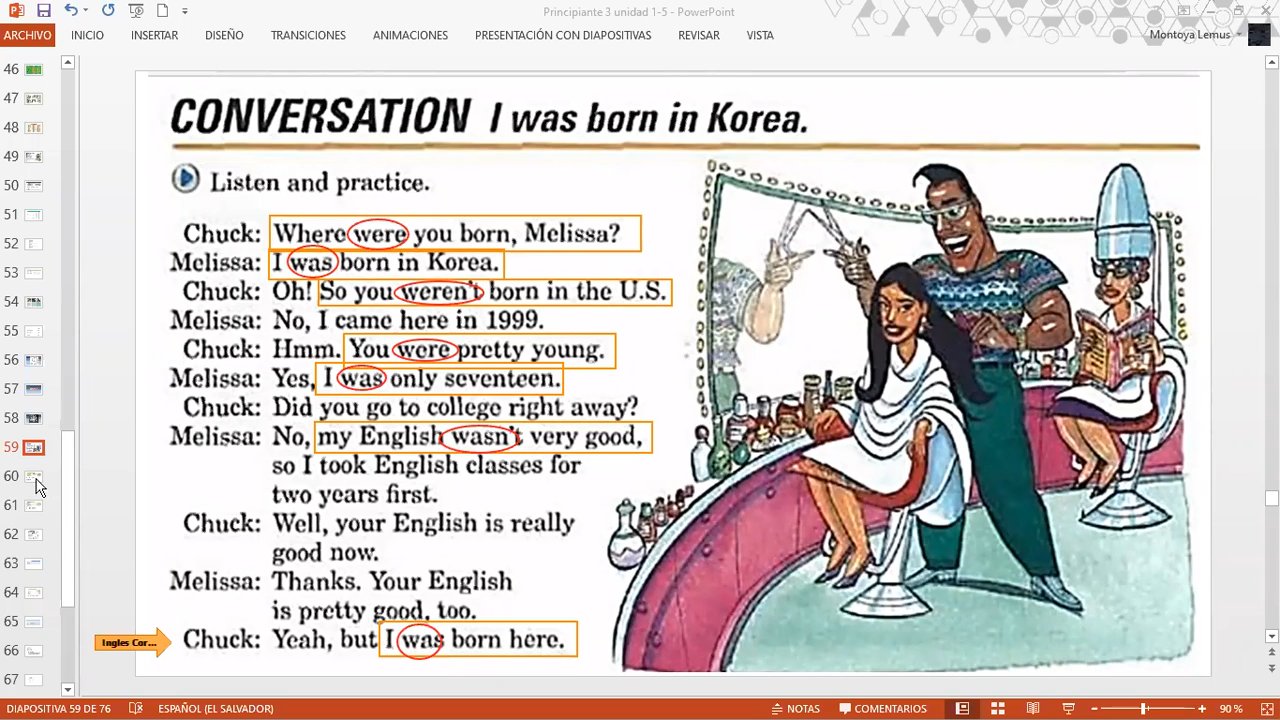 Principiante 3 unidad 1-5 - PowerPoint
ARCHIVO INICIO INSERTAR DISEÑO TRANSICIONES ANIMACIONES PRESENTACIÓN CON DIAPOSITIVAS REVISAR VISTA Montoya Lemus
46
47
48
49
50
51
52
53
54
55
56
57
58
59
60
61
62
63
64
65
66
67
CONVERSATION I was born in Korea.
Listen and practice.
Chuck: Where were you born, Melissa?
Melissa: I was born in Korea.
Chuck: Oh! So you weren't born in the U.S.
Melissa: No, I came here in 1999.
Chuck: Hmm. You were pretty young.
Melissa: Yes, I was only seventeen.
Chuck: Did you go to college right away?
Melissa: No, my English wasn't very good,
so I took English classes for
two years first.
Chuck: Well, your English is really
good now.
Melissa: Thanks. Your English
is pretty good, too.
Chuck: Yeah, but I was born here.
Ingles Cor...
DIAPOSITIVA 59 DE 76 ESPAÑOL (EL SALVADOR) NOTAS COMENTARIOS 90 %